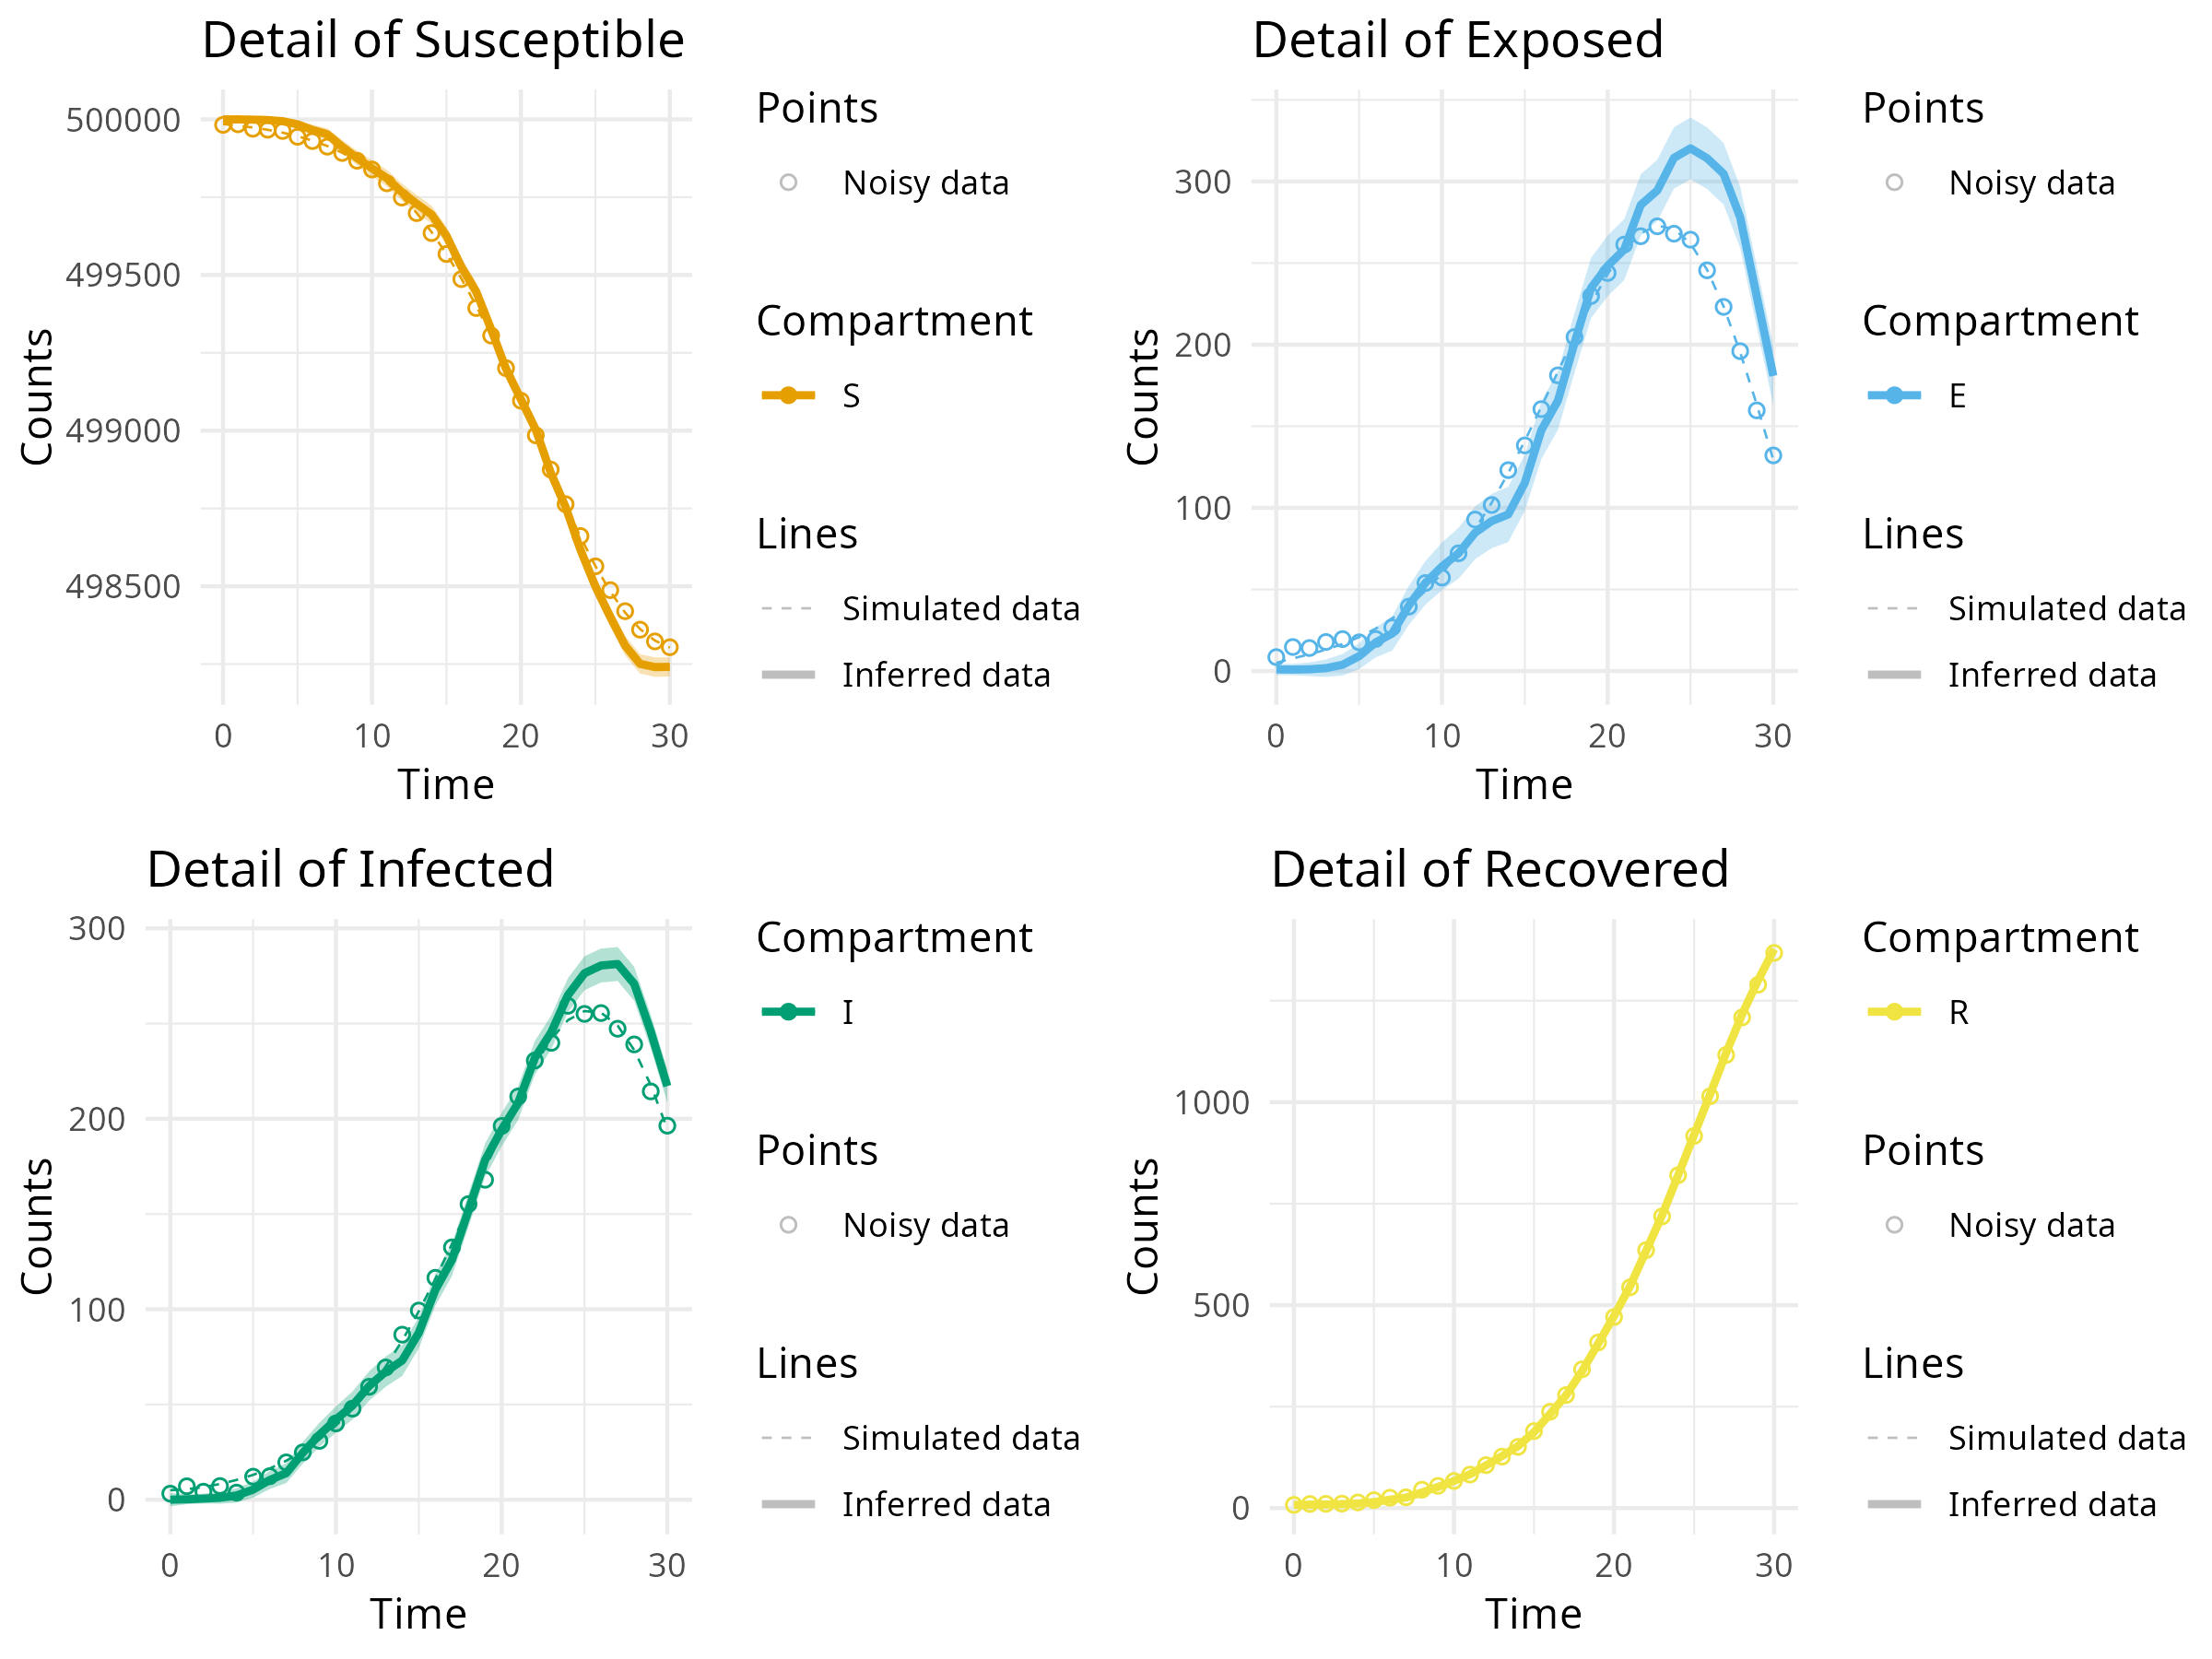 Detail of Susceptible
500000
499500
499000
498500
Counts
0 10 20 30
Time
Points
Noisy data
Compartment
S
Lines
Simulated data
Inferred data
Detail of Exposed
300
200
100
0
Counts
0 10 20 30
Time
Points
Noisy data
Compartment
E
Lines
Simulated data
Inferred data
Detail of Infected
300
200
100
0
Counts
0 10 20 30
Time
Compartment
I
Points
Noisy data
Lines
Simulated data
Inferred data
Detail of Recovered
1000
500
0
Counts
0 10 20 30
Time
Compartment
R
Points
Noisy data
Lines
Simulated data
Inferred data